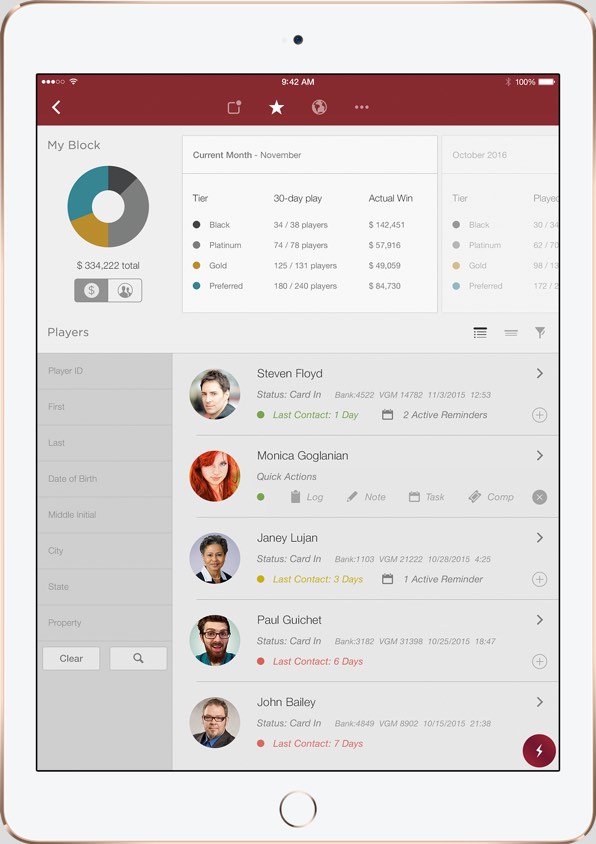 9:42 AM
100%
My Block
$ 334,222 total
$
Current Month - November
Tier 30-day play Actual Win
Black 34 / 38 players $ 142,451
Platinum 74 / 78 players $ 57,916
Gold 125 / 131 players $ 49,059
Preferred 180 / 240 players $ 84,730
October 2016
Tier Played
Black 30 / 34
Platinum 62 / 70
Gold 98 / 13
Preferred 172 / 2
Players
Player ID
First
Last
Date of Birth
Middle Initial
City
State
Property
Clear
Steven Floyd
Status: Card In Bank:4522 VGM 14782 11/3/2015 12:53
Last Contact: 1 Day 2 Active Reminders
Monica Goglanian
Quick Actions
Log Note Task Comp
Janey Lujan
Status: Card In Bank:1103 VGM 21222 10/28/2015 4:25
Last Contact: 3 Days 1 Active Reminder
Paul Guichet
Status: Card In Bank:3182 VGM 31398 10/25/2015 18:47
Last Contact: 6 Days
John Bailey
Status: Card In Bank:4849 VGM 8902 10/15/2015 21:38
Last Contact: 7 Days